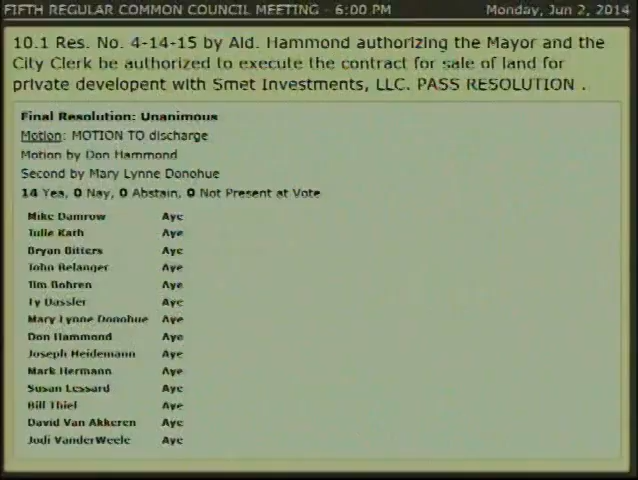 FIFTH REGULAR COMMON COUNCIL MEETING - 6:00 PM
Monday, Jun 2, 2014
10.1 Res. No. 4-14-15 by Ald. Hammond authorizing the Mayor and the
City Clerk be authorized to execute the contract for sale of land for
private developent with Smet Investments, LLC. PASS RESOLUTION .
Final Resolution: Unanimous
Motion: MOTION TO discharge
Motion by Don Hammond
Second by Mary Lynne Donohue
14 Yes, 0 Nay, 0 Abstain, 0 Not Present at Vote
Mike Damrow Aye
Julie Kath Aye
Bryan Bitters Aye
John Belanger Aye
Jim Bohren Aye
Ty Dassler Aye
Mary Lynne Donohue Aye
Don Hammond Aye
Joseph Heidemann Aye
Mark Hermann Aye
Susan Lessard Aye
Bill Thiel Aye
David Van Akkeren Aye
Jodi VanderWeele Aye